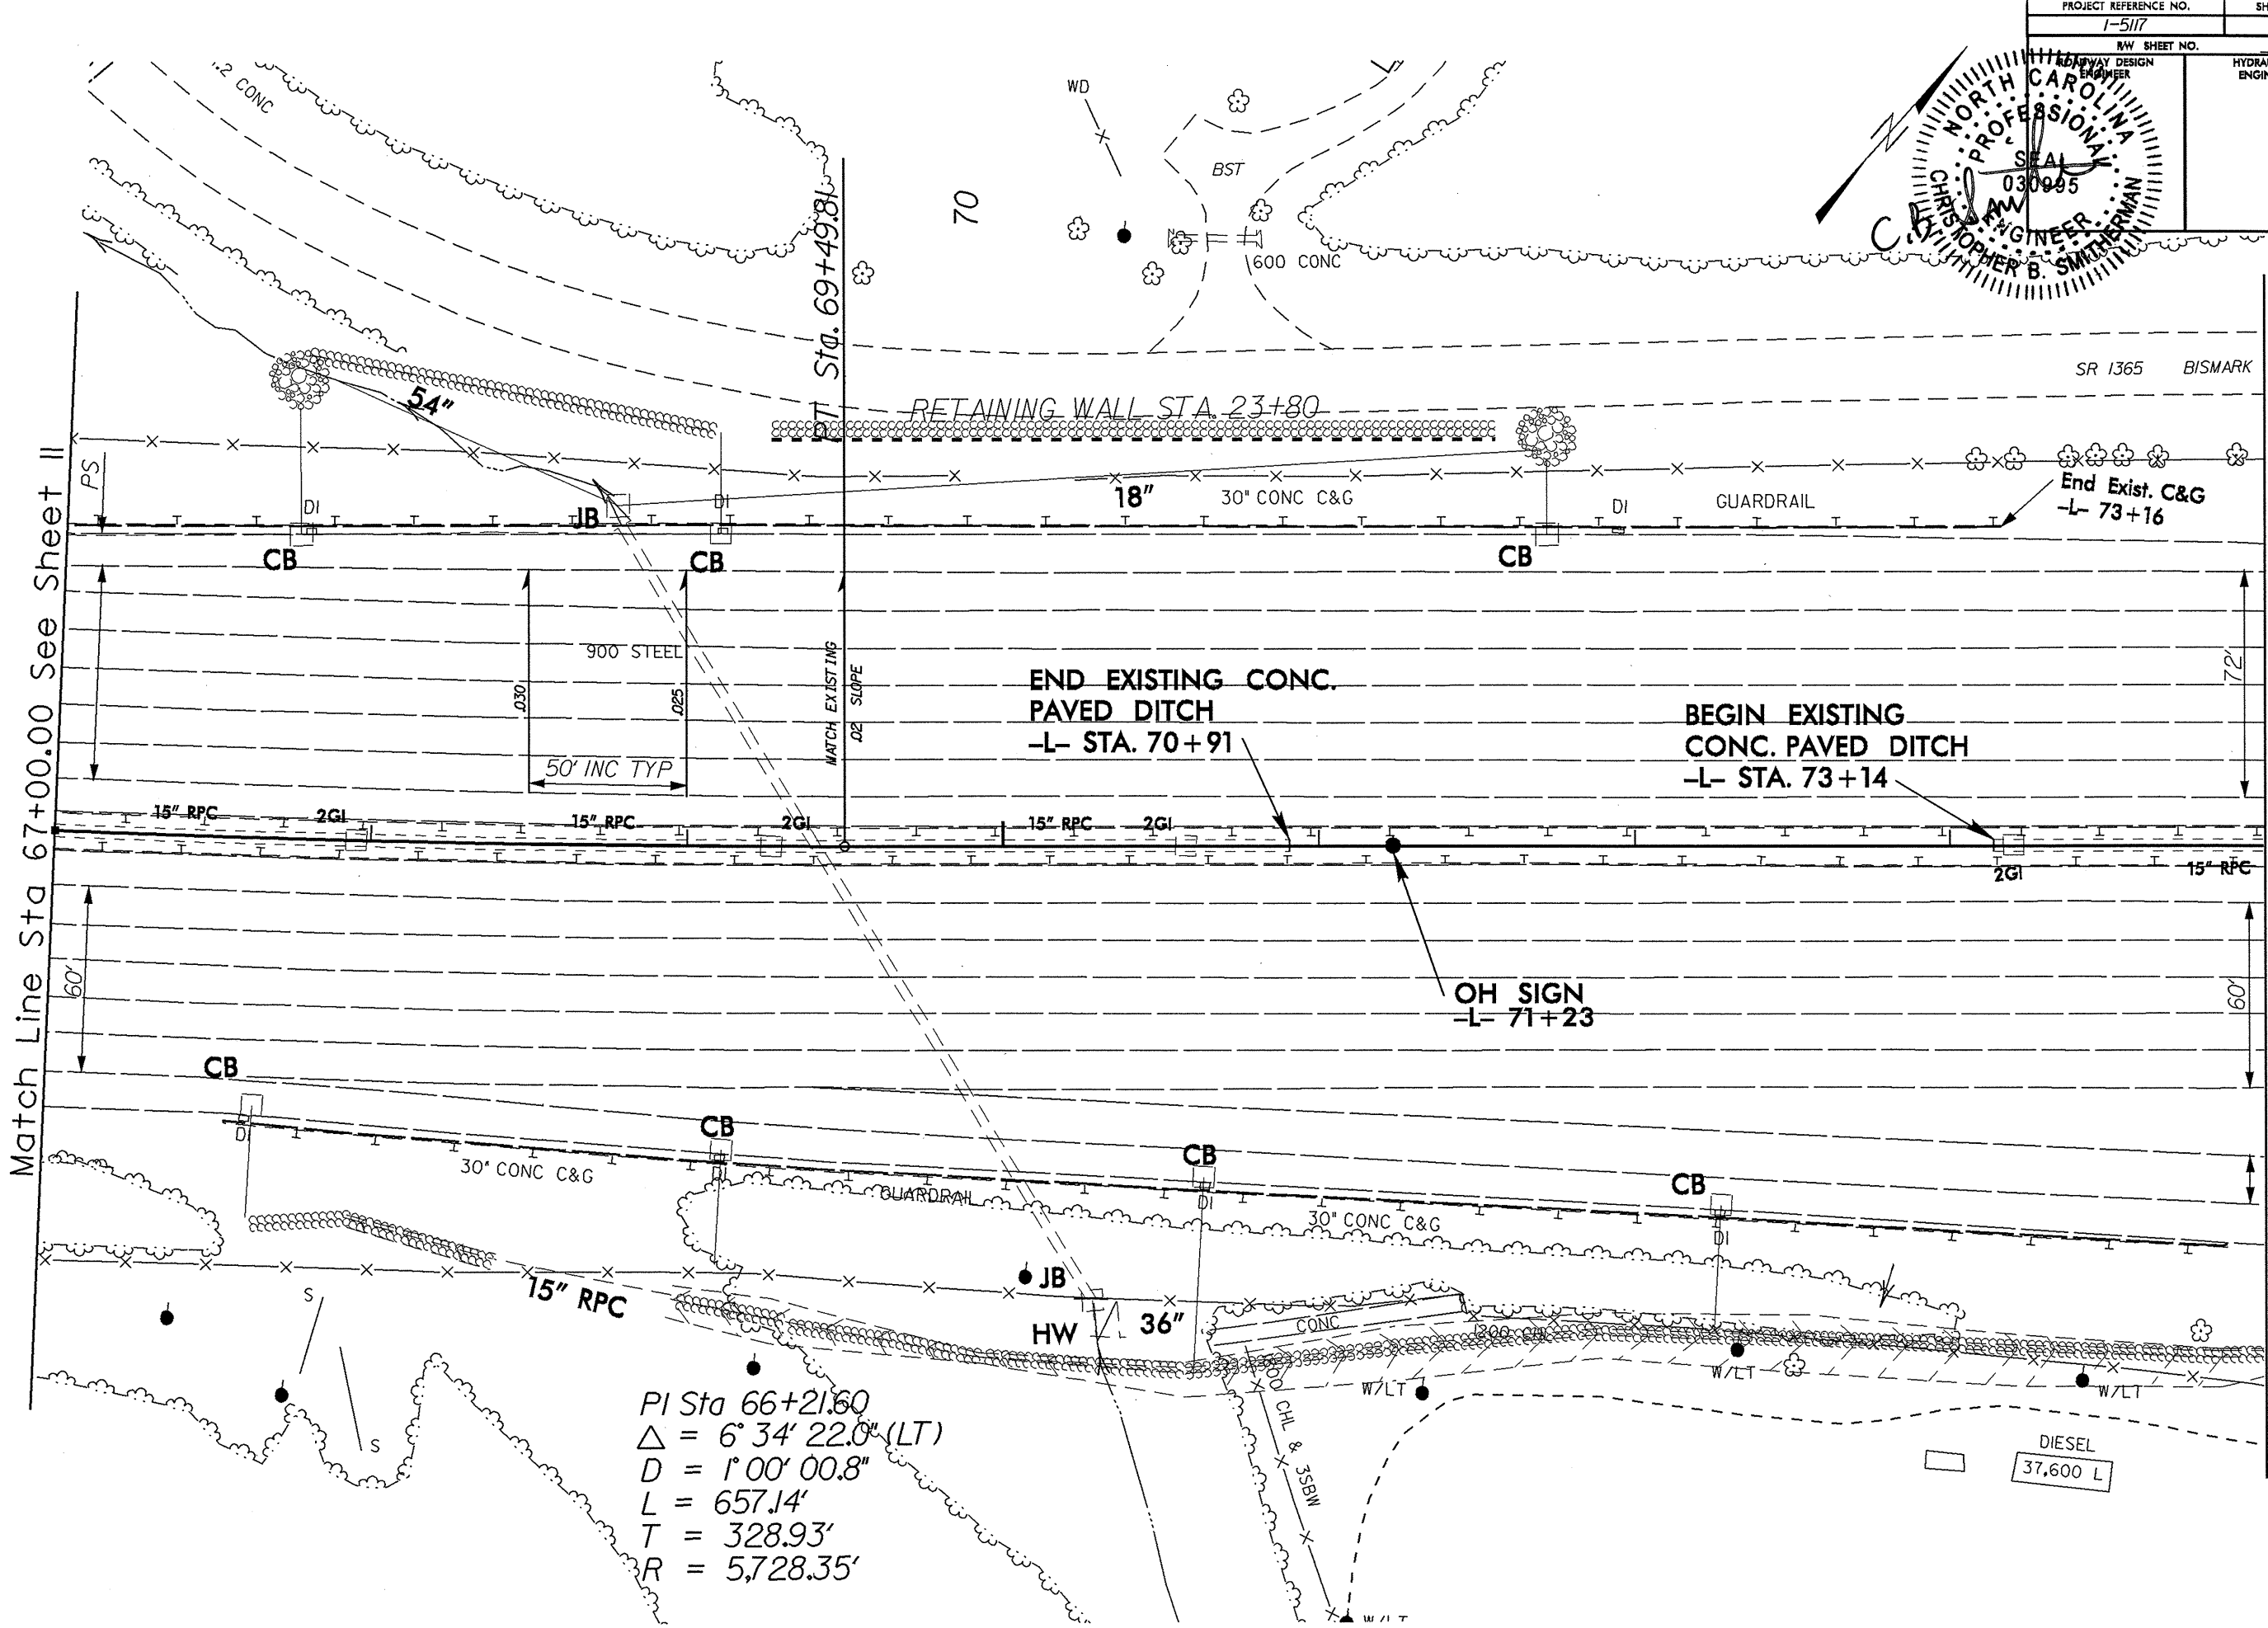 PROJECT REFERENCE NO.
I-5117
R/W SHEET NO.
ROADWAY DESIGN
ENGINEER
NORTH CAROLINA
PROFESSIONAL
SEAL
030995
ENGINEER
CHRISTOPHER B. SMITHERMAN
CONC
WD
BST
70
600 CONC
PT Sta. 69+49.81
SR 1365 BISMARK
54"
RETAINING WALL STA. 23+80
PS
DI
JB
DI
18"
30" CONC C&G
DI
GUARDRAIL
End Exist. C&G
-L- 73+16
CB
CB
CB
Match Line Sta 67+00.00 See Sheet 11
900 STEEL
.030
.025
MATCH EXISTING
.02 SLOPE
50' INC TYP
72'
END EXISTING CONC.
PAVED DITCH
-L- STA. 70+91
BEGIN EXISTING
CONC. PAVED DITCH
-L- STA. 73+14
15" RPC
2GI
15" RPC
2GI
15" RPC
2GI
2GI
15" RPC
60'
60'
OH SIGN
-L- 71+23
CB
DI
30" CONC C&G
CB
DI
GUARDRAIL
CB
DI
30" CONC C&G
CB
DI
15" RPC
JB
HW
36"
CONC
S
S
W/LT
W/LT
W/LT
CHL & 3SBW
PI Sta 66+21.60
Δ = 6° 34' 22.0" (LT)
D = 1° 00' 00.8"
L = 657.14'
T = 328.93'
R = 5,728.35'
DIESEL
37,600 L
W/LT